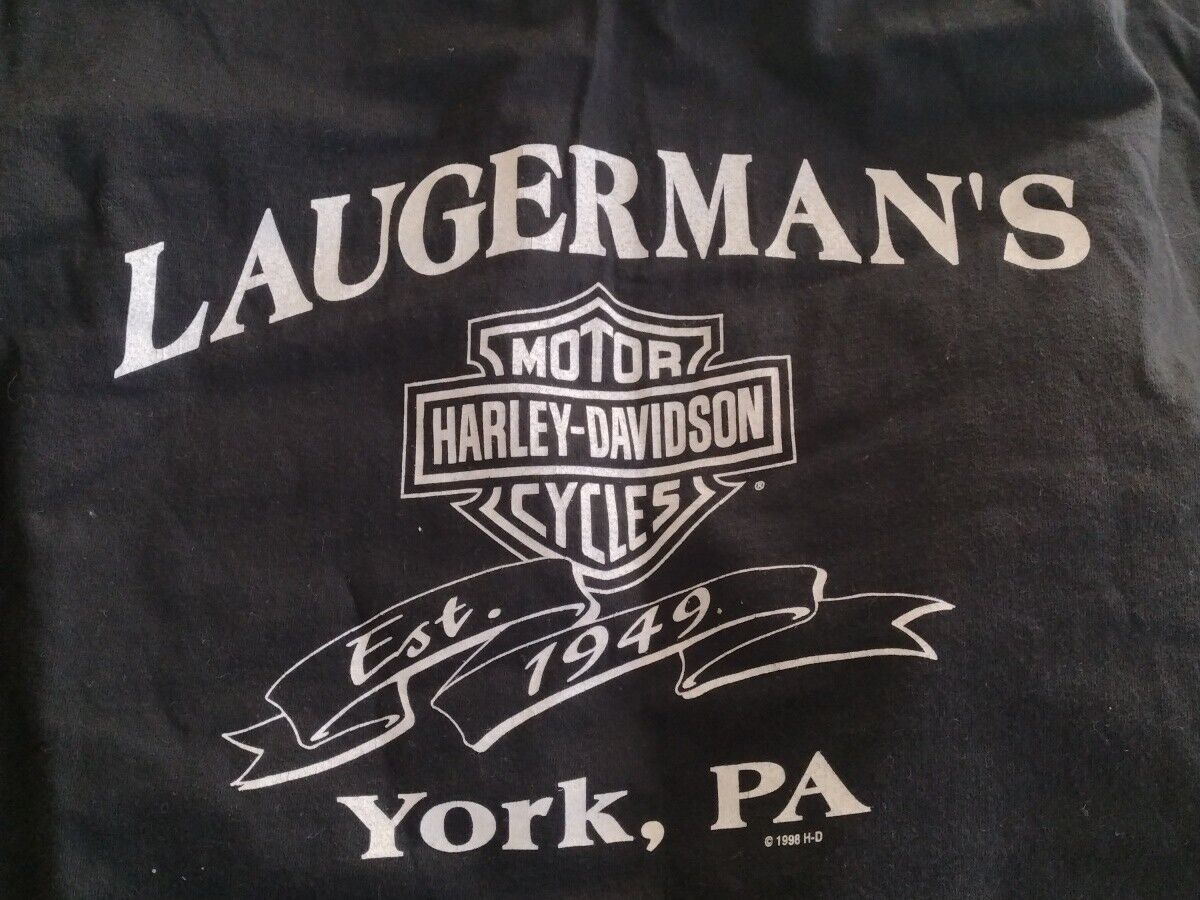 LAUGERMAN'S
MOTOR
HARLEY-DAVIDSON
CYCLES
®
Est. 1949.
York, PA
© 1998 H-D